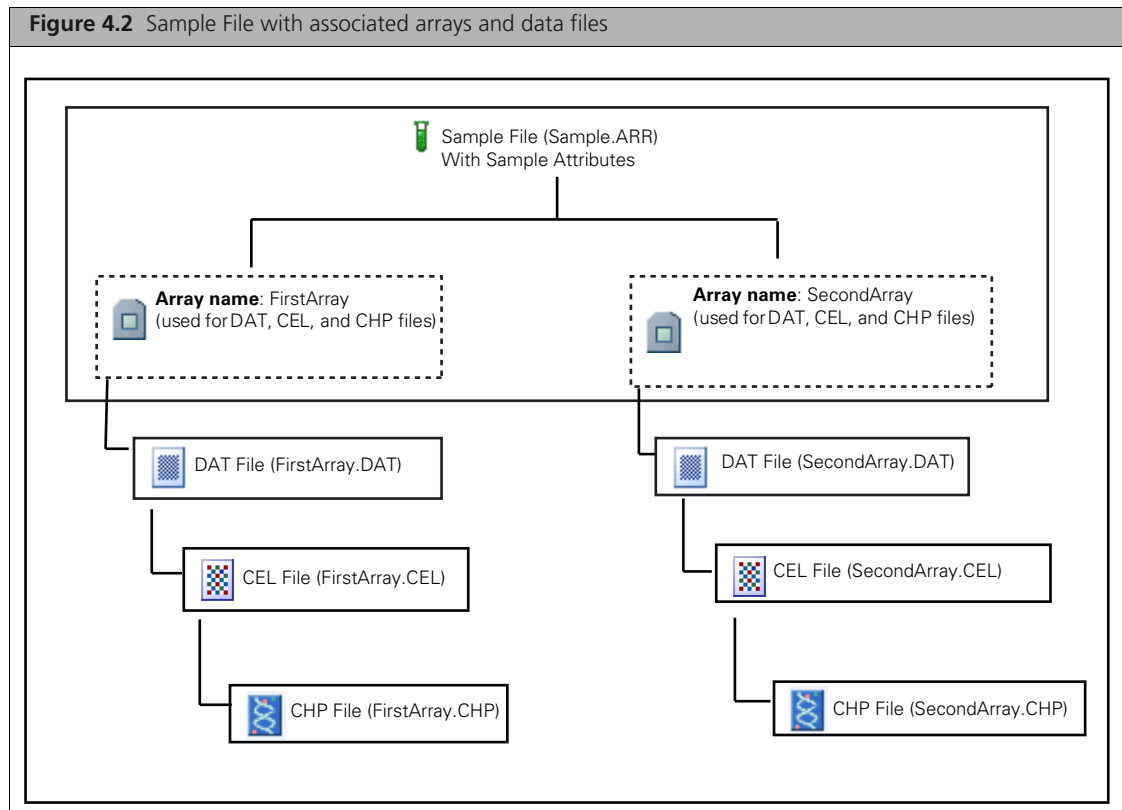 Figure 4.2 Sample File with associated arrays and data files
Sample File (Sample.ARR)
With Sample Attributes
Array name: FirstArray
(used for DAT, CEL, and CHP files)
Array name: SecondArray
(used for DAT, CEL, and CHP files)
DAT File (FirstArray.DAT)
DAT File (SecondArray.DAT)
CEL File (FirstArray.CEL)
CEL File (SecondArray.CEL)
CHP File (FirstArray.CHP)
CHP File (SecondArray.CHP)